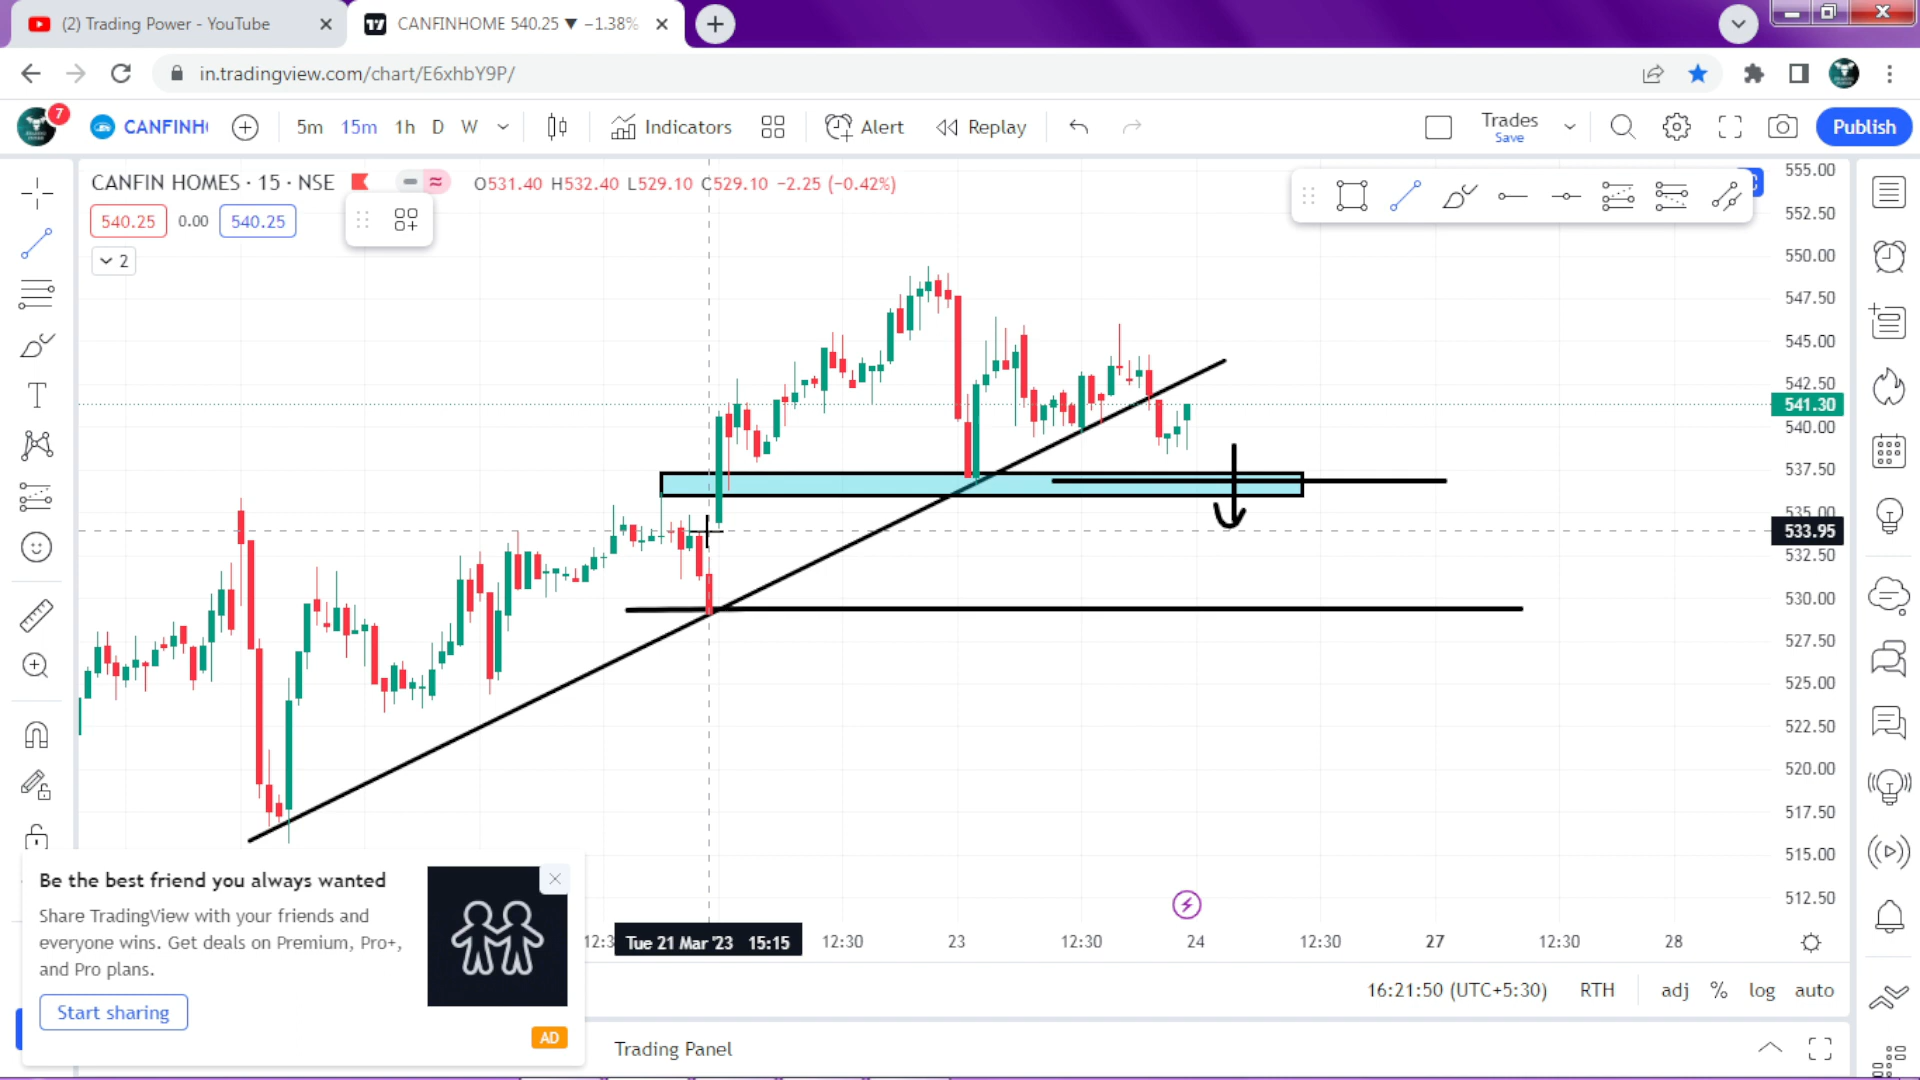 (2) Trading Power - YouTube
CANFINHOME 540.25 ▼ −1.38%
in.tradingview.com/chart/E6xhbY9P/
7
CANFINH
5m 15m 1h D W
Indicators
Alert
Replay
Trades
Save
Publish
CANFIN HOMES · 15 · NSE
O531.40 H532.40 L529.10 C529.10 −2.25 (−0.42%)
540.25 0.00 540.25
2
555.00
552.50
550.00
547.50
545.00
542.50
541.30
540.00
537.50
535.00
533.95
532.50
530.00
527.50
525.00
522.50
520.00
517.50
515.00
512.50
12:3 Tue 21 Mar '23 15:15 12:30 23 12:30 24 12:30 27 12:30 28
Be the best friend you always wanted
Share TradingView with your friends and
everyone wins. Get deals on Premium, Pro+,
and Pro plans.
Start sharing
AD
16:21:50 (UTC+5:30) RTH adj % log auto
Trading Panel